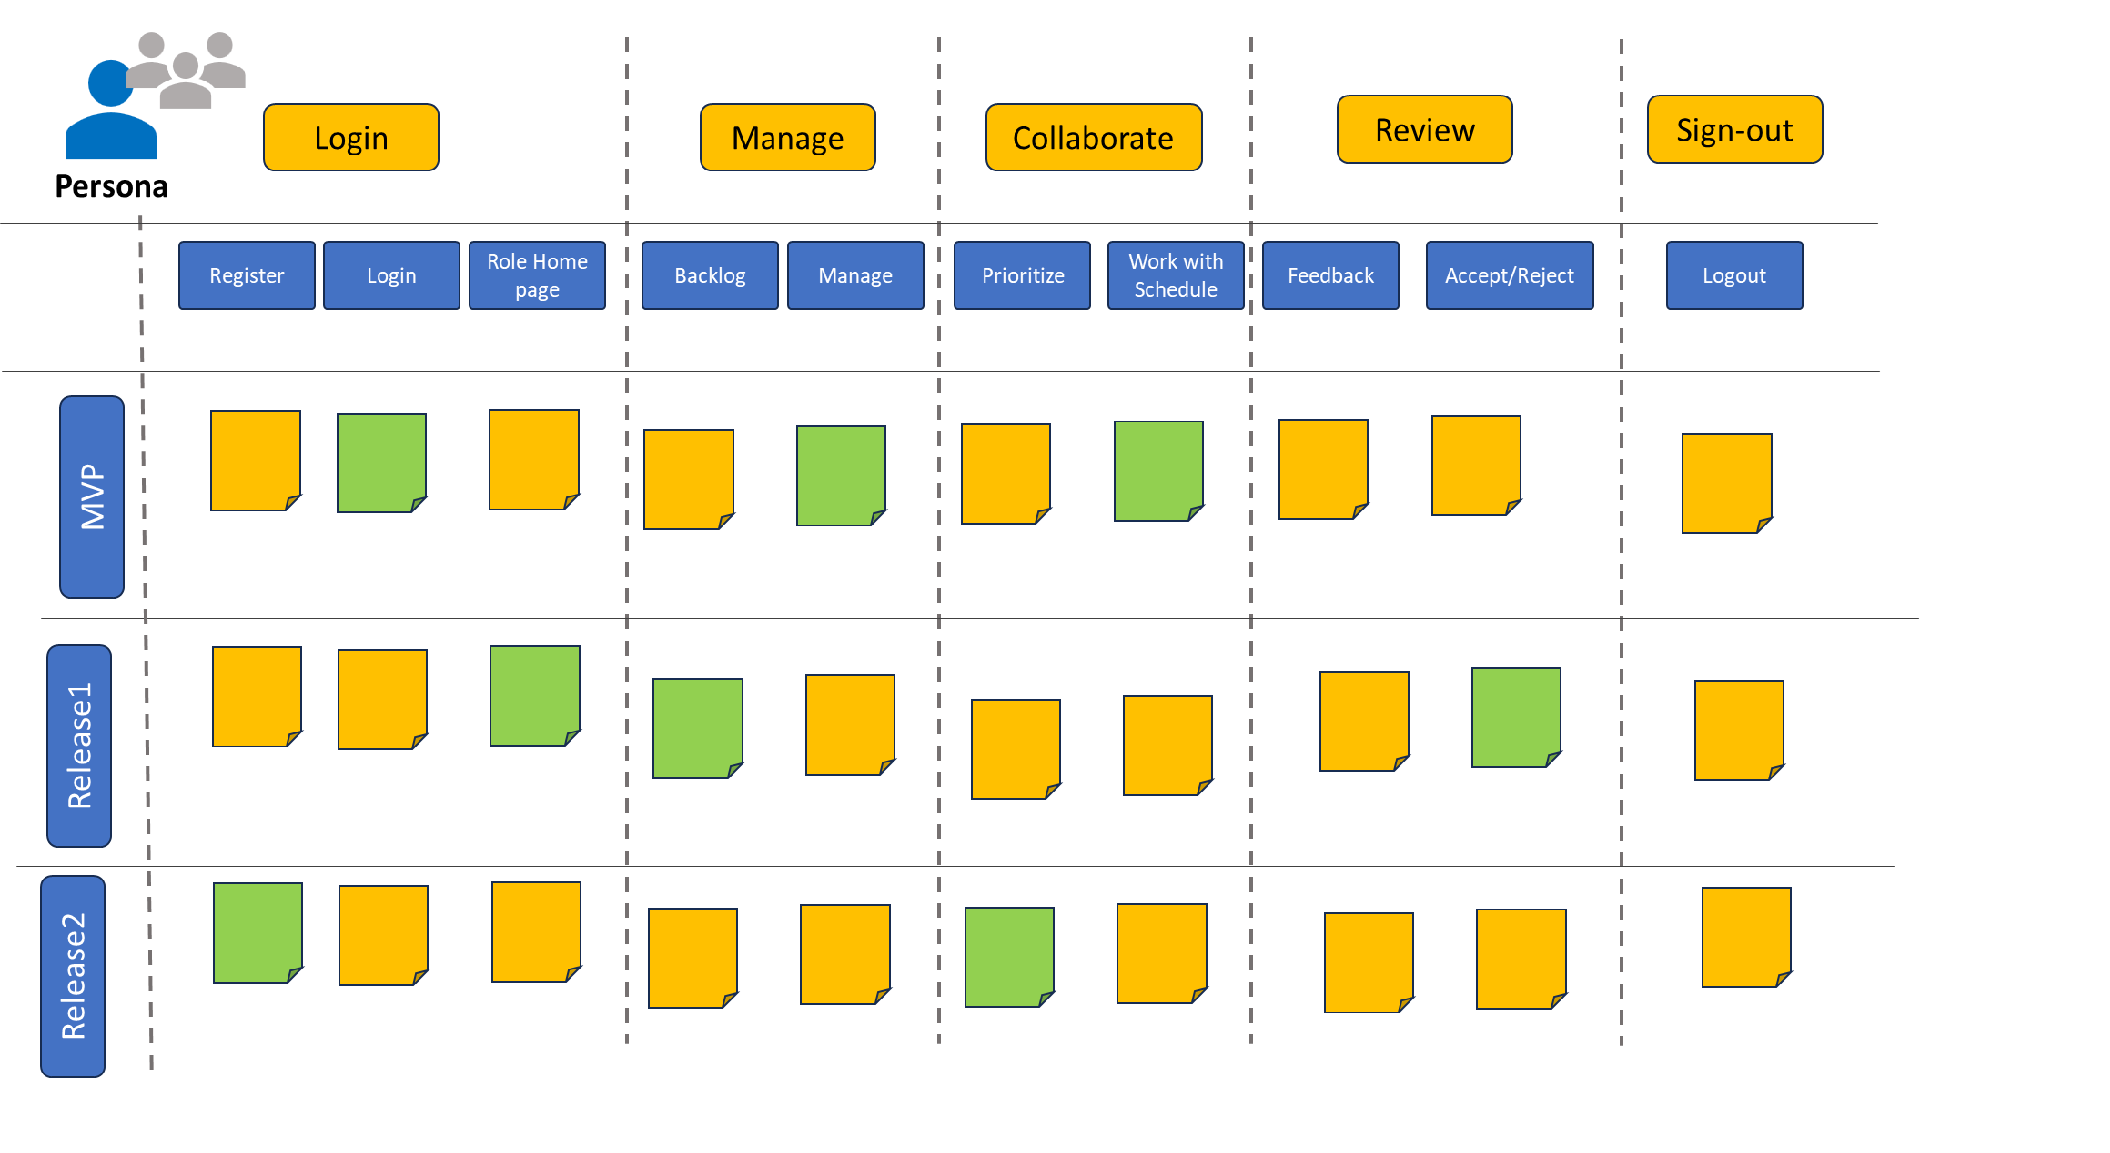 Persona
Login
Manage
Collaborate
Review
Sign-out
Register
Login
Role Home
page
Backlog
Manage
Prioritize
Work with
Schedule
Feedback
Accept/Reject
Logout
MVP
Release1
Release2